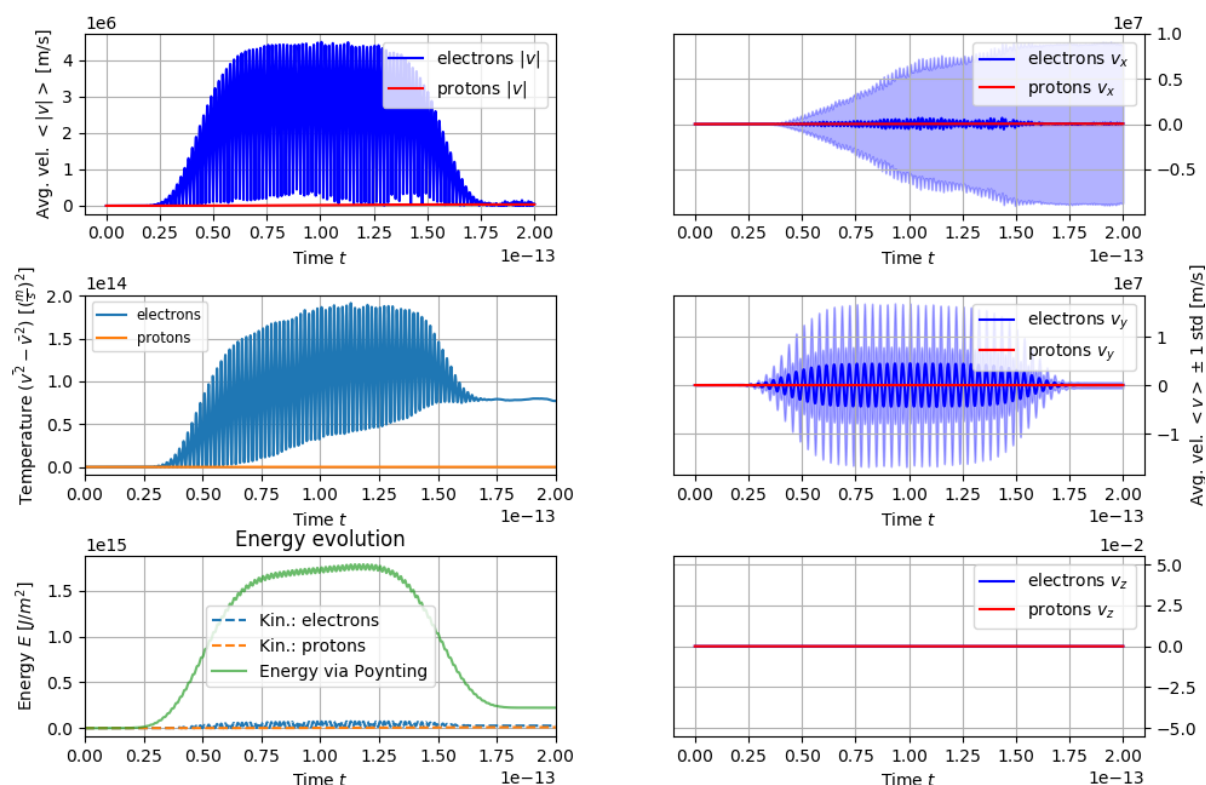 1e6
Avg. vel. < |v| > [m/s]
4
3
2
1
0
electrons |v|
protons |v|
0.00 0.25 0.50 0.75 1.00 1.25 1.50 1.75 2.00
Time t
1e−13
1e7
1.0
0.5
0.0
−0.5
electrons v_x
protons v_x
0.00 0.25 0.50 0.75 1.00 1.25 1.50 1.75 2.00
Time t
1e−13
1e14
Temperature (v² − v̄²) [(m/s)²]
2.0
1.5
1.0
0.5
0.0
electrons
protons
0.00 0.25 0.50 0.75 1.00 1.25 1.50 1.75 2.00
Time t
1e−13
1e7
Avg. vel. < v > ± 1 std [m/s]
1
0
−1
electrons v_y
protons v_y
0.00 0.25 0.50 0.75 1.00 1.25 1.50 1.75 2.00
Time t
1e−13
Energy evolution
1e15
Energy E [J/m²]
1.5
1.0
0.5
0.0
Kin.: electrons
Kin.: protons
Energy via Poynting
0.00 0.25 0.50 0.75 1.00 1.25 1.50 1.75 2.00
Time t
1e−13
1e−2
5.0
2.5
0.0
−2.5
−5.0
electrons v_z
protons v_z
0.00 0.25 0.50 0.75 1.00 1.25 1.50 1.75 2.00
Time t
1e−13